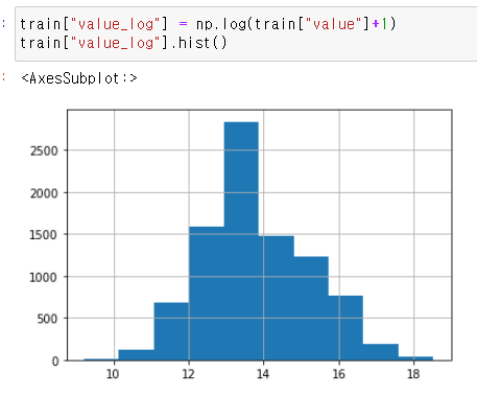 : train["value_log"] = np.log(train["value"]+1)
train["value_log"].hist()
: <AxesSubplot:>
2500
2000
1500
1000
500
0
10 12 14 16 18